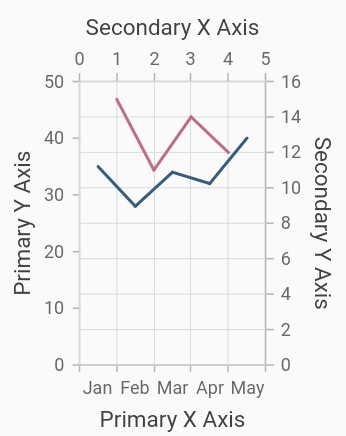 Secondary X Axis
0 1 2 3 4 5
50 16
14
40
12
30
10
8
20
6
4
10
2
0 0
Primary Y Axis
Secondary Y Axis
Jan Feb Mar Apr May
Primary X Axis